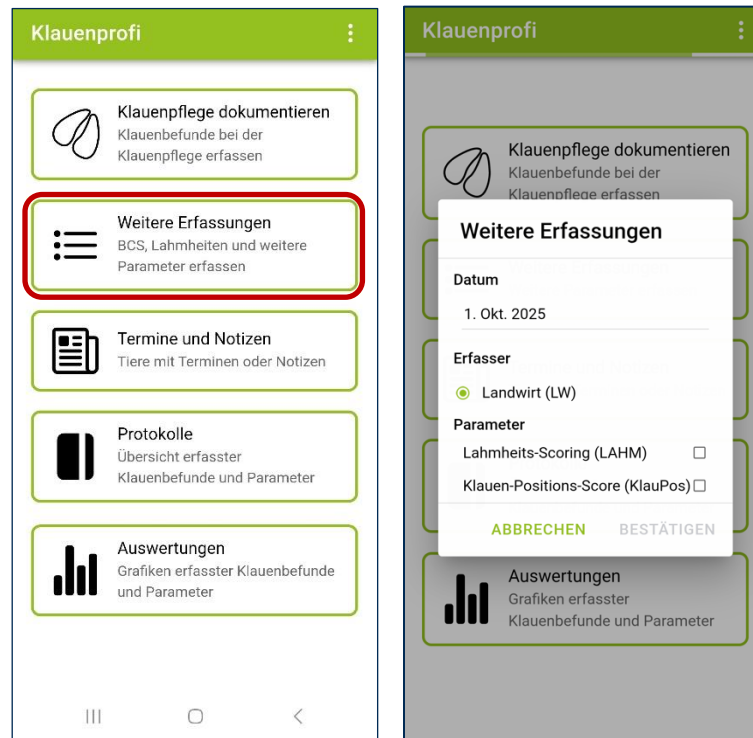 Klauenprofi
Klauenpflege dokumentieren
Klauenbefunde bei der
Klauenpflege erfassen
Weitere Erfassungen
BCS, Lahmheiten und weitere
Parameter erfassen
Termine und Notizen
Tiere mit Terminen oder Notizen
Protokolle
Übersicht erfasster
Klauenbefunde und Parameter
Auswertungen
Grafiken erfasster Klauenbefunde
und Parameter
Klauenprofi
Klauenpflege dokumentieren
Klauenbefunde bei der
Klauenpflege erfassen
Weitere Erfassungen
Datum
1. Okt. 2025
Erfasser
Landwirt (LW)
Parameter
Lahmheits-Scoring (LAHM)
Klauen-Positions-Score (KlauPos)
ABBRECHEN BESTÄTIGEN
Auswertungen
Grafiken erfasster
Klauenbefunde und Parameter